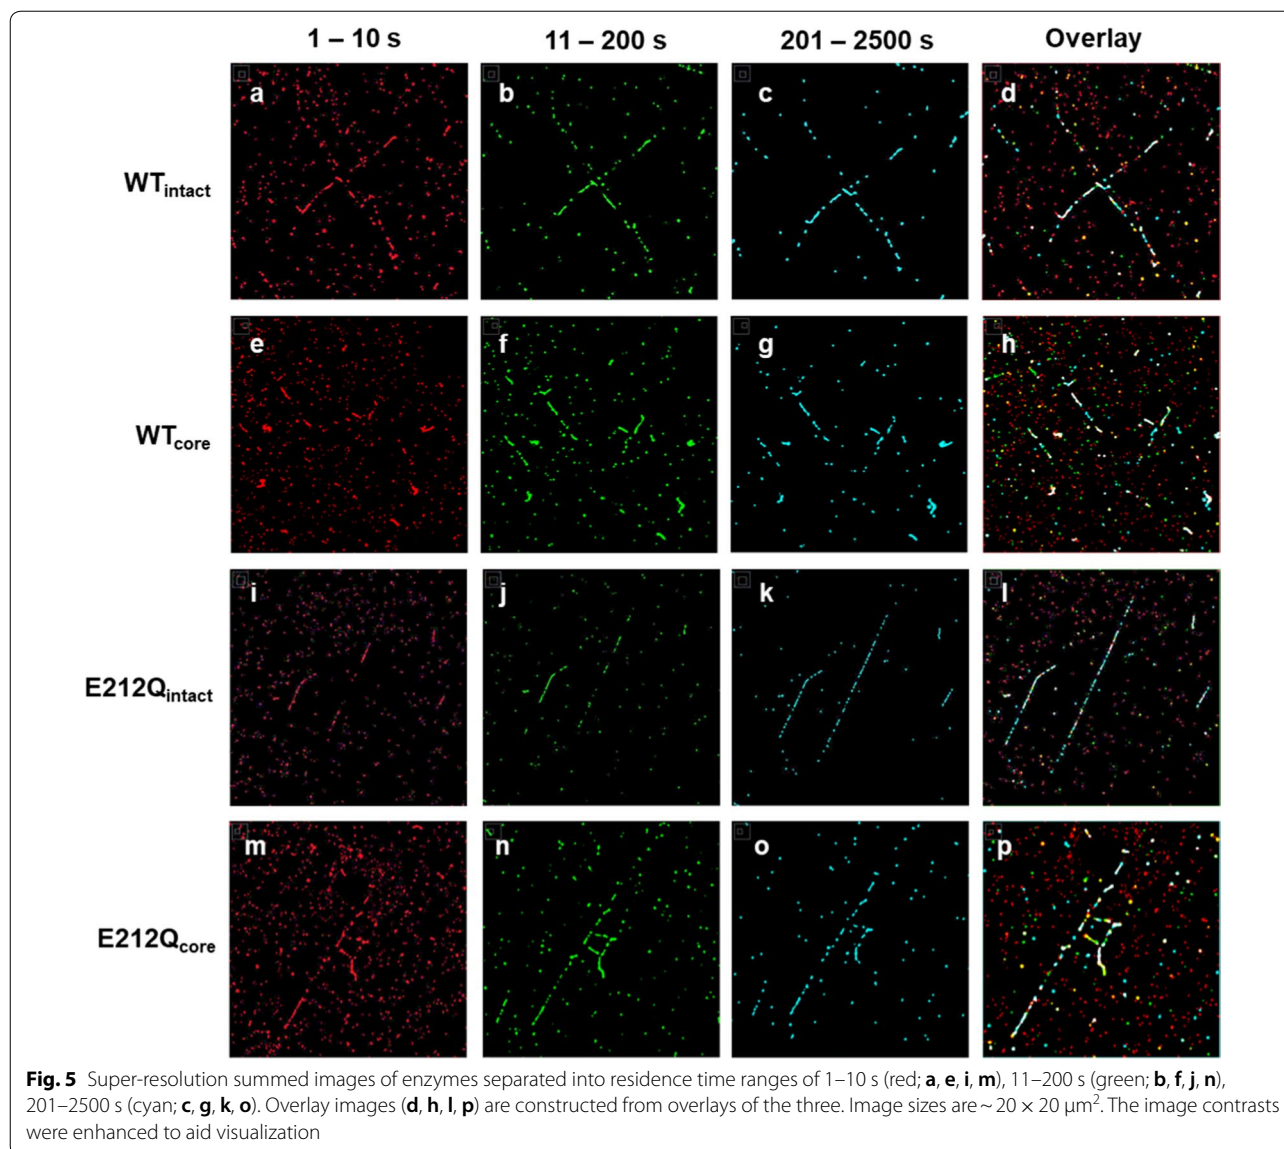 1 – 10 s 11 – 200 s 201 – 2500 s Overlay
WTintact a b c d
WTcore e f g h
E212Qintact i j k l
E212Qcore m n o p
Fig. 5 Super-resolution summed images of enzymes separated into residence time ranges of 1–10 s (red; a, e, i, m), 11–200 s (green; b, f, j, n),
201–2500 s (cyan; c, g, k, o). Overlay images (d, h, l, p) are constructed from overlays of the three. Image sizes are ~ 20 × 20 μm². The image contrasts
were enhanced to aid visualization